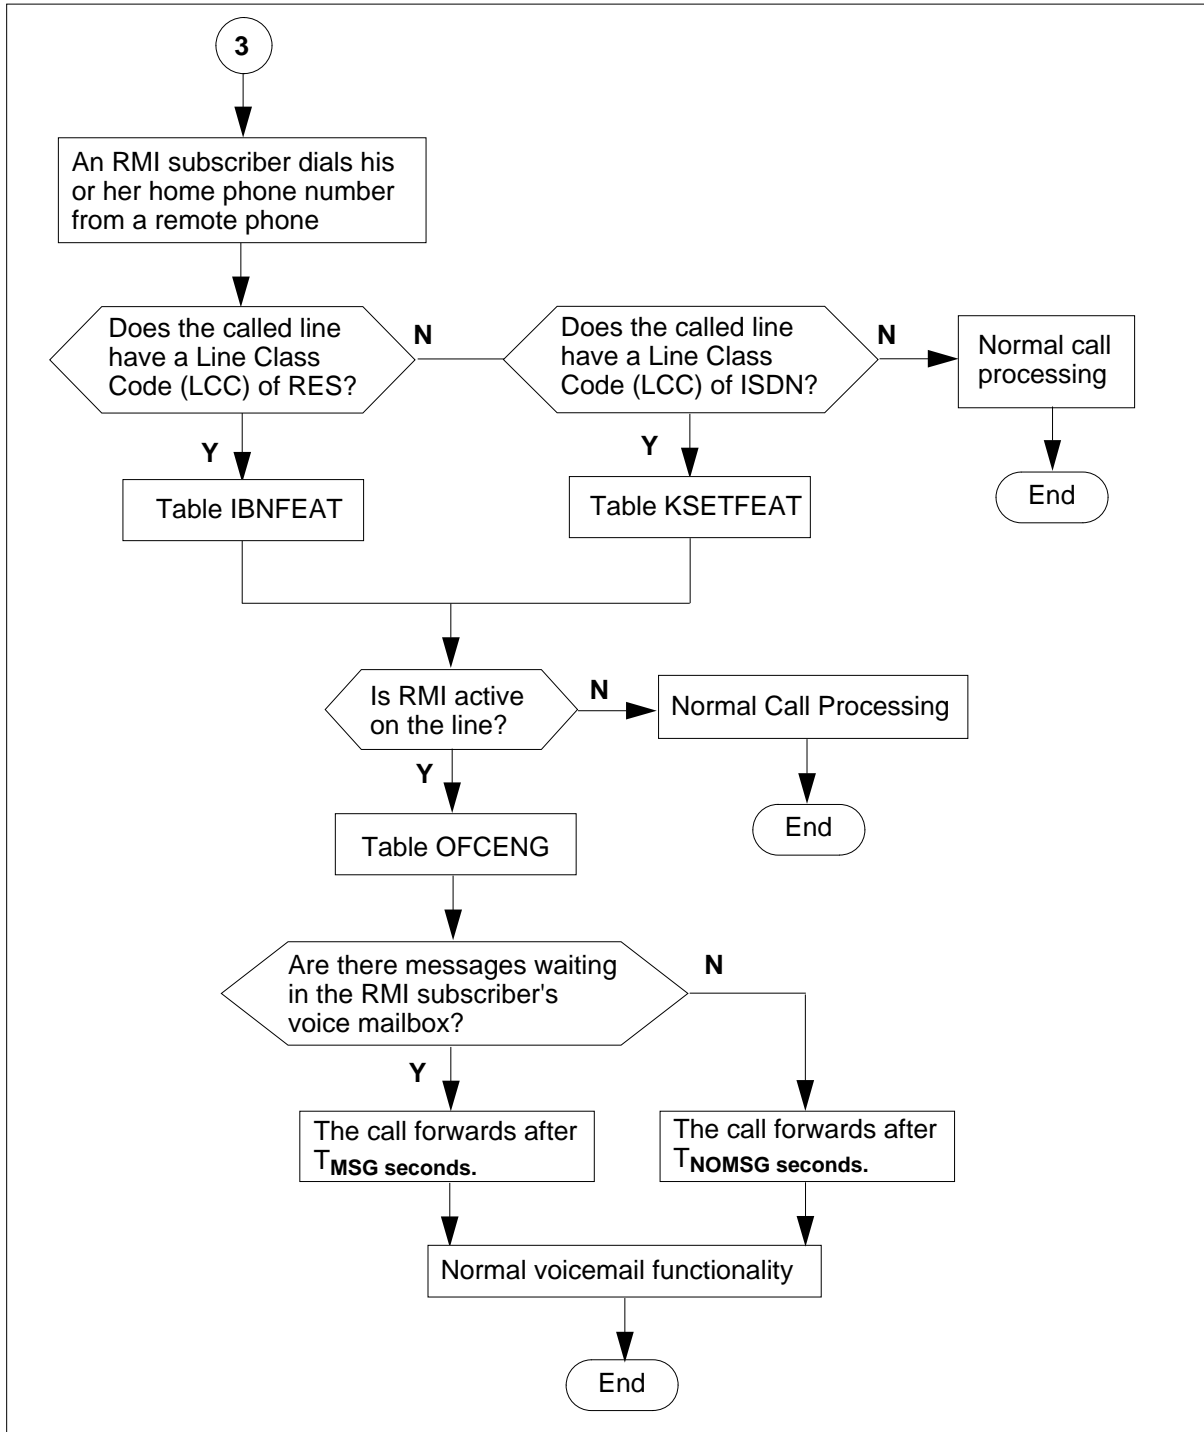 3
An RMI subscriber dials his
or her home phone number
from a remote phone
Does the called line
have a Line Class
Code (LCC) of RES?
N
Does the called line
have a Line Class
Code (LCC) of ISDN?
N
Normal call
processing
Y
Y
End
Table IBNFEAT
Table KSETFEAT
Is RMI active
on the line?
N
Normal Call Processing
Y
End
Table OFCENG
Are there messages waiting
in the RMI subscriber's
voice mailbox?
N
Y
The call forwards after
TMSG seconds.
The call forwards after
TNOMSG seconds.
Normal voicemail functionality
End